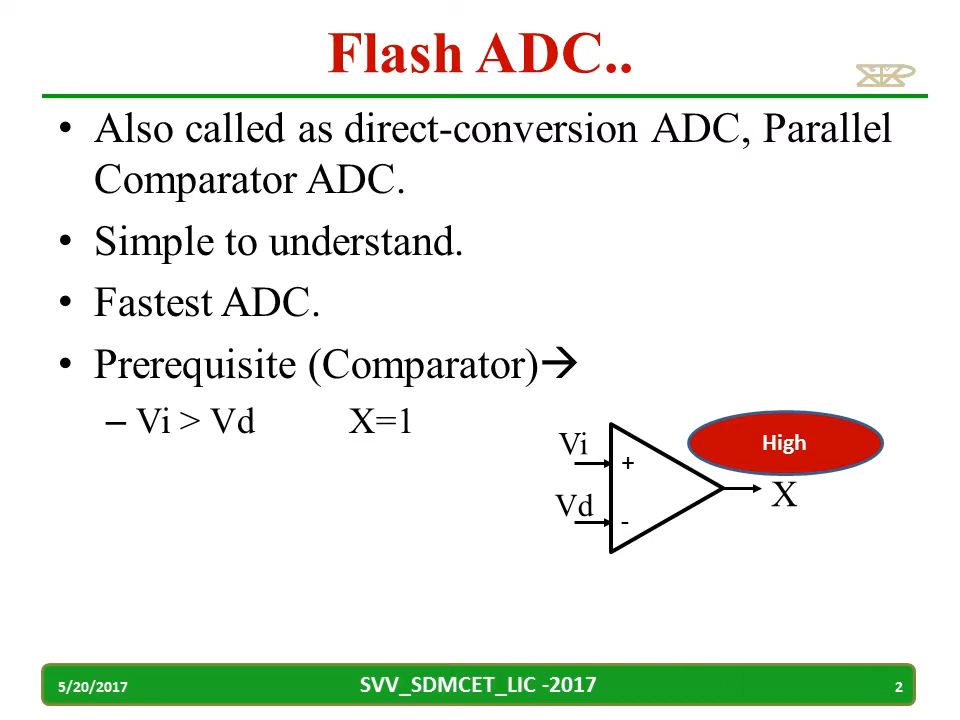 Flash ADC..
• Also called as direct-conversion ADC, Parallel
Comparator ADC.
• Simple to understand.
• Fastest ADC.
• Prerequisite (Comparator)→
– Vi > Vd X=1
High
Vi
+
X
Vd
-
5/20/2017 SVV_SDMCET_LIC -2017 2